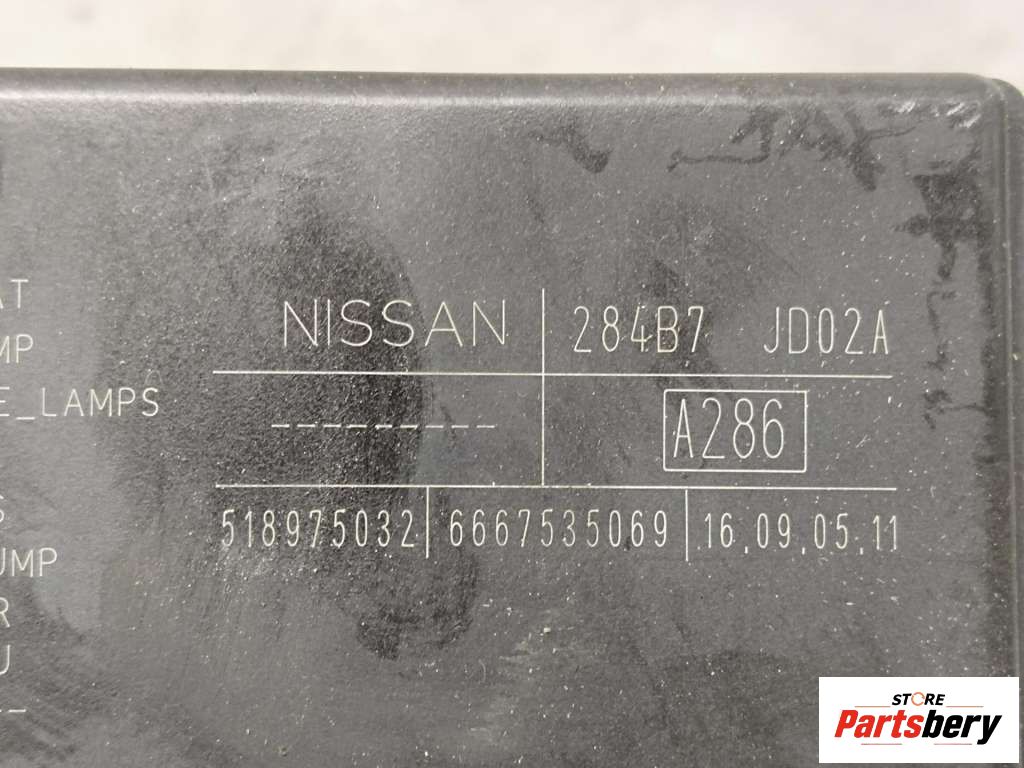 AT
MP
NISSAN 284B7 JD02A
E_LAMPS
--------- A286
518975032 6667535069 16.09.05.11
UMP
R
U
--
STORE
Partsbery